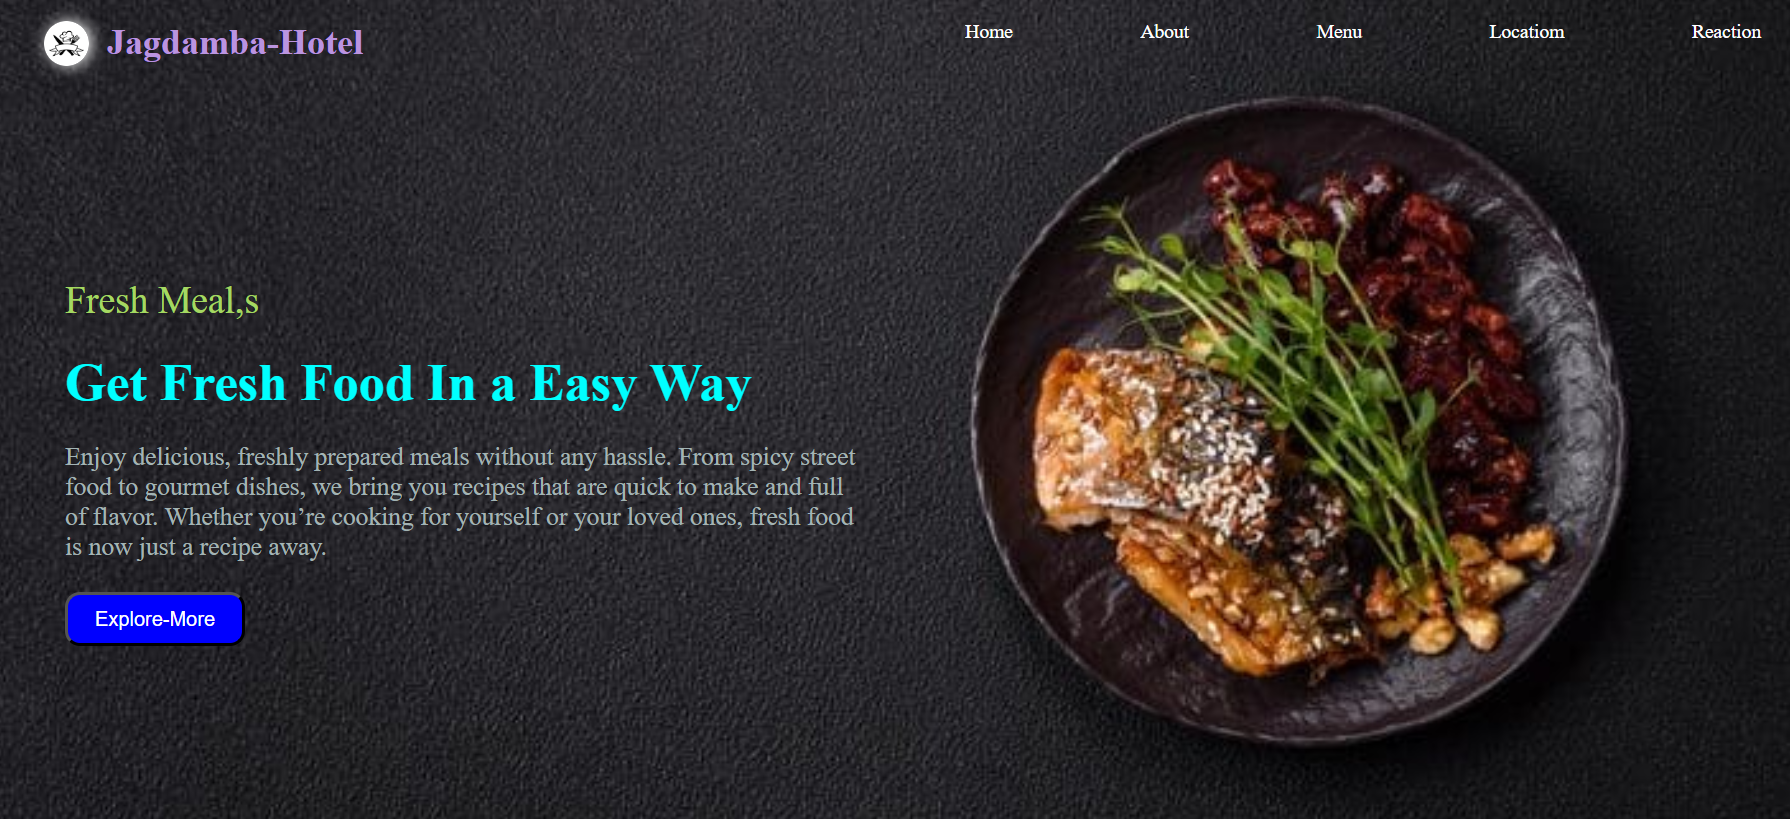 Jagdamba-Hotel
Home
About
Menu
Locatiom
Reaction
Fresh Meal,s
Get Fresh Food In a Easy Way
Enjoy delicious, freshly prepared meals without any hassle. From spicy street
food to gourmet dishes, we bring you recipes that are quick to make and full
of flavor. Whether you’re cooking for yourself or your loved ones, fresh food
is now just a recipe away.
Explore-More